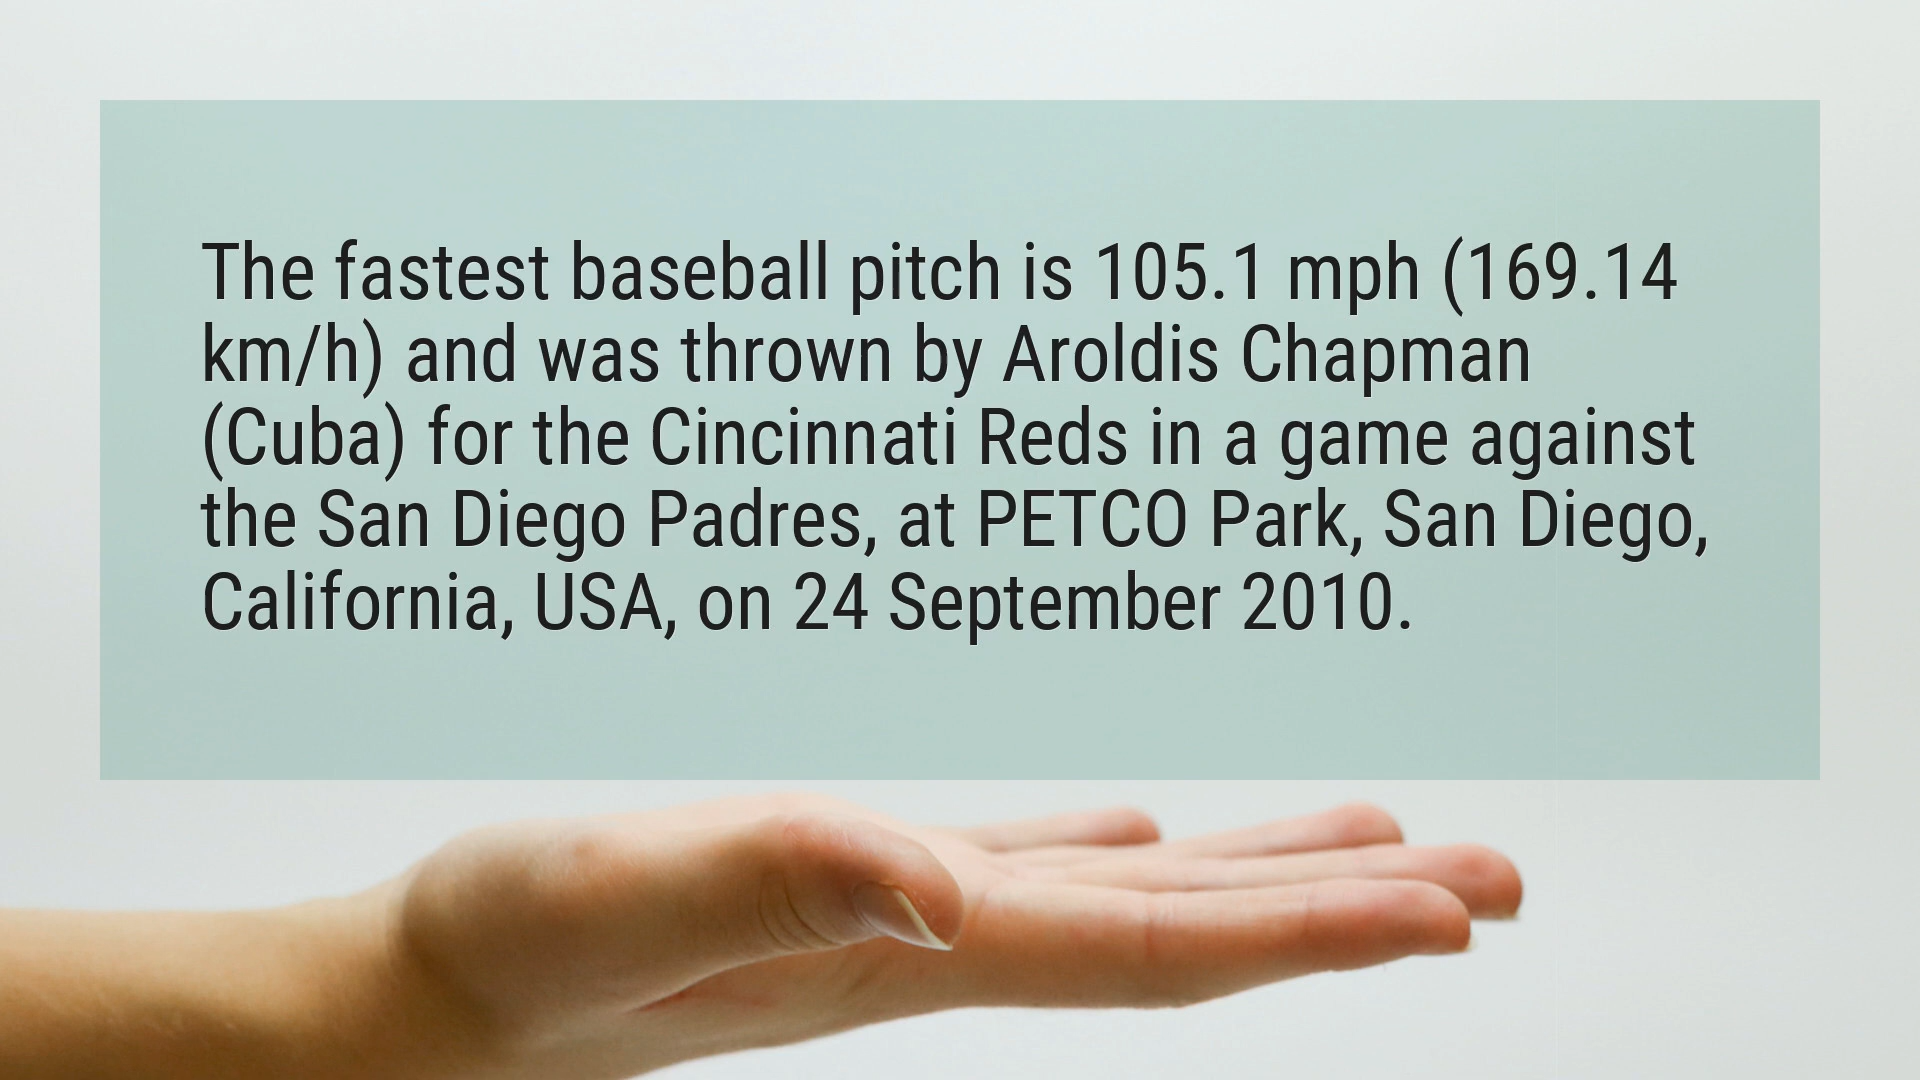 The fastest baseball pitch is 105.1 mph (169.14
km/h) and was thrown by Aroldis Chapman
(Cuba) for the Cincinnati Reds in a game against
the San Diego Padres, at PETCO Park, San Diego,
California, USA, on 24 September 2010.